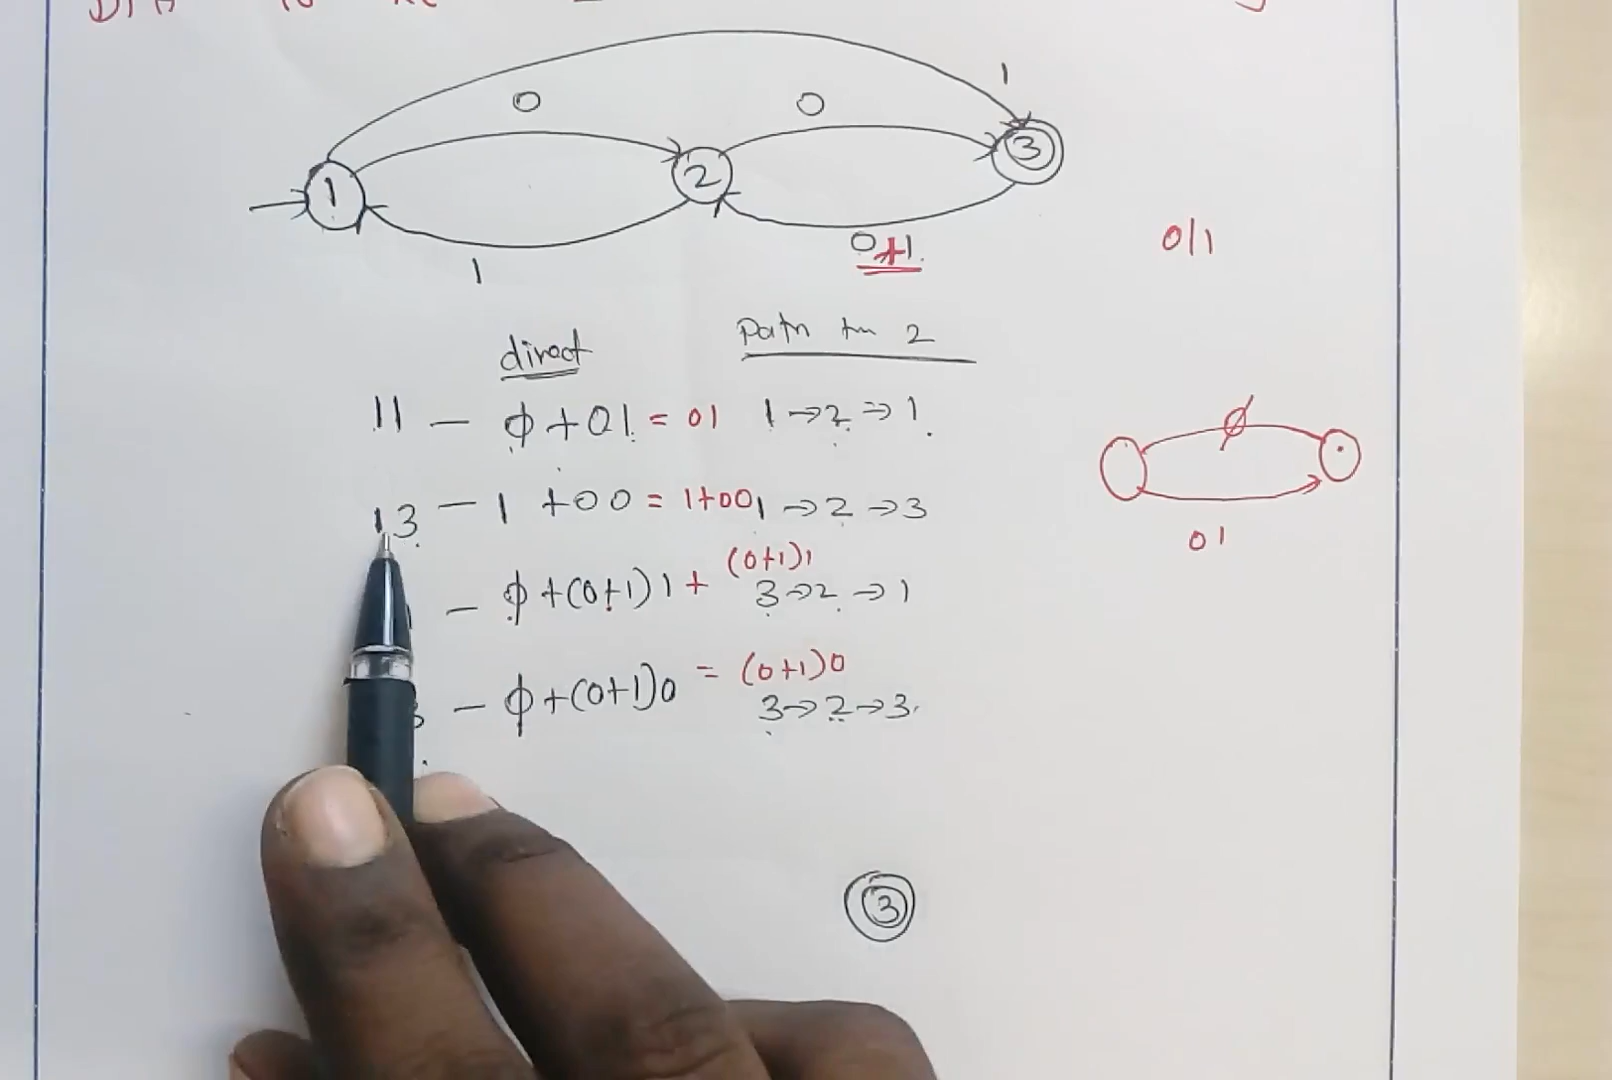 1
0
0
1
2
3
1
0+1
0/1
direct
Path 2
11 — ϕ+01 = 01 1→2→1.
ϕ
13 — 1 +00 = 1+00 1→2→3
01
(0+1)1
— ϕ+(0+1)1 + 3→2→1
= (0+1)0
3 — ϕ+(0+1)0 3→2→3.
3